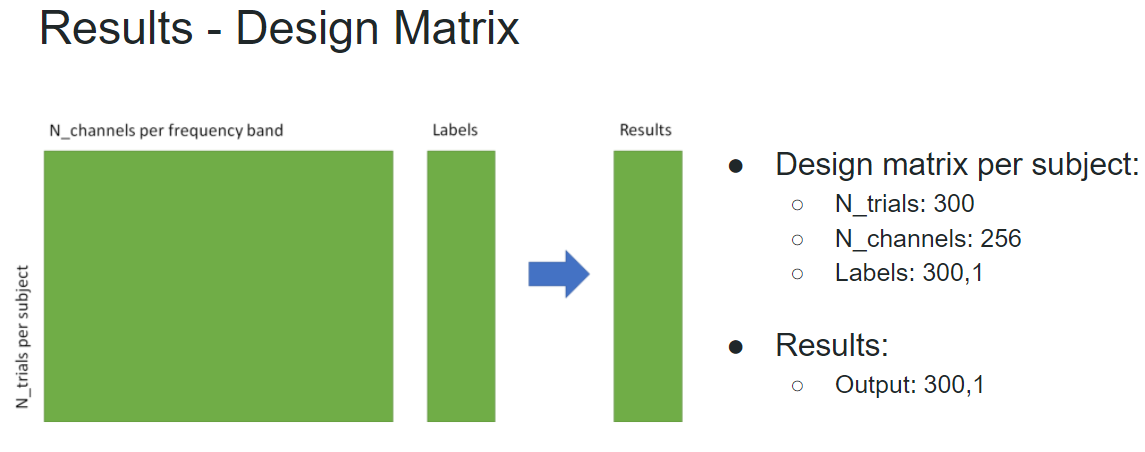 Results - Design Matrix
N_channels per frequency band
Labels
Results
N_trials per subject
● Design matrix per subject:
○ N_trials: 300
○ N_channels: 256
○ Labels: 300,1
● Results:
○ Output: 300,1